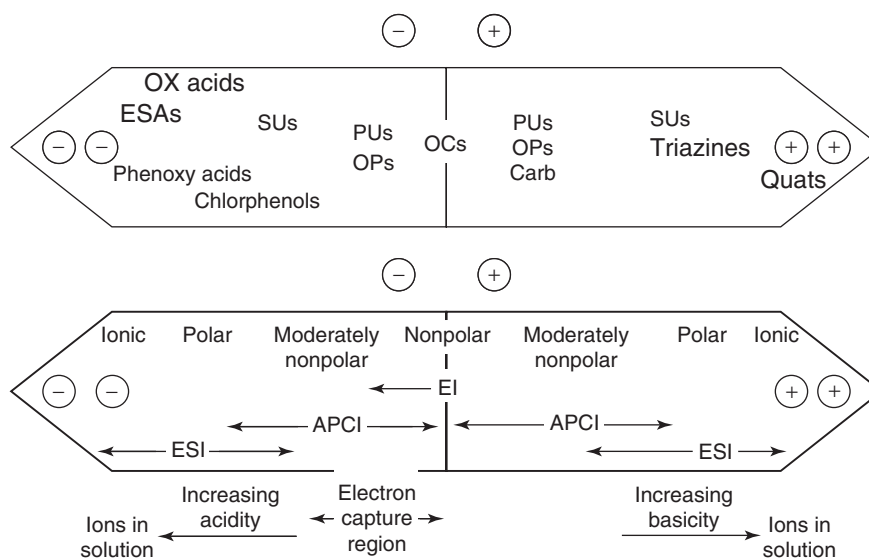 − +
OX acids
ESAs
SUs
PUs
OPs
OCs
PUs
OPs
Carb
SUs
Triazines
− −
+ +
Phenoxy acids
Chlorphenols
Quats
− +
Ionic Polar Moderately nonpolar Nonpolar Moderately nonpolar Polar Ionic
− −
EI
+ +
APCI APCI
ESI ESI
Ions in solution
Increasing acidity
Electron capture region
Increasing basicity
Ions in solution